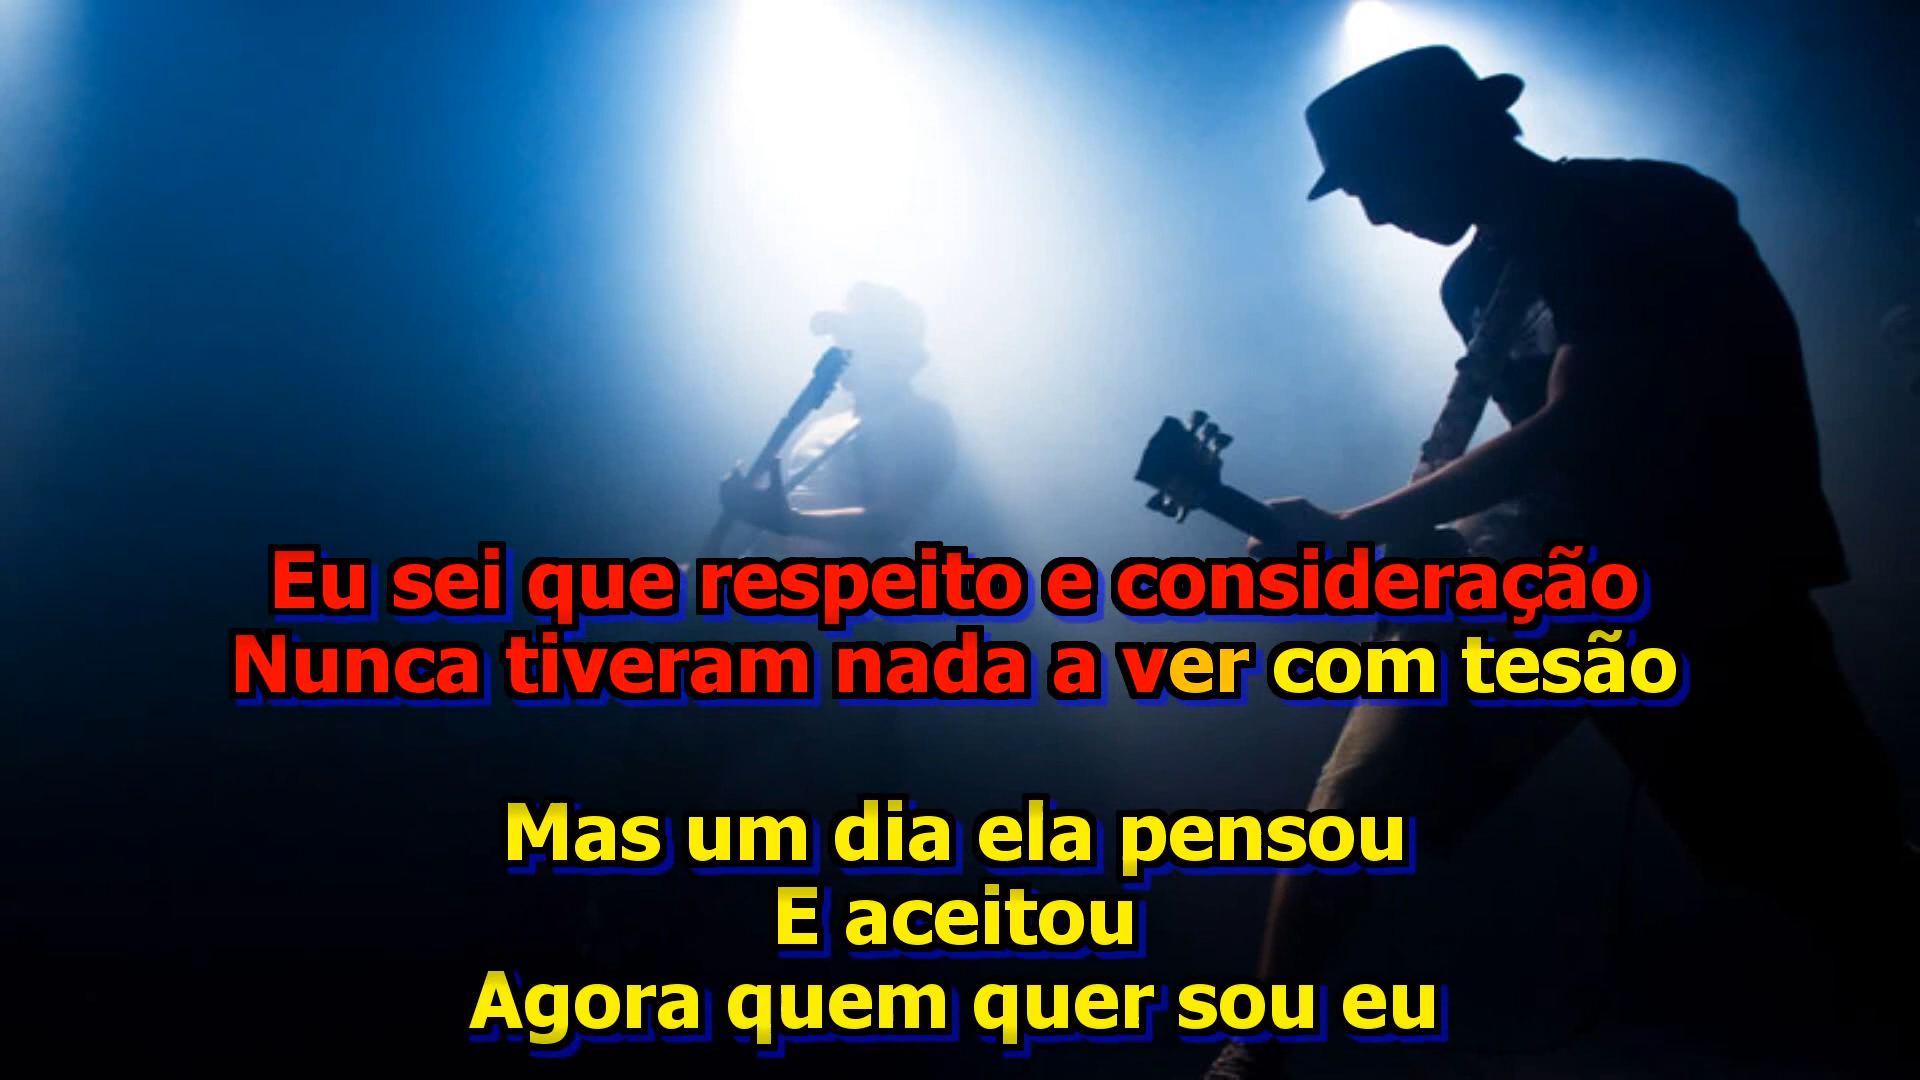 Eu sei que respeito e consideração
Nunca tiveram nada a ver com tesão
Mas um dia ela pensou
E aceitou
Agora quem quer sou eu